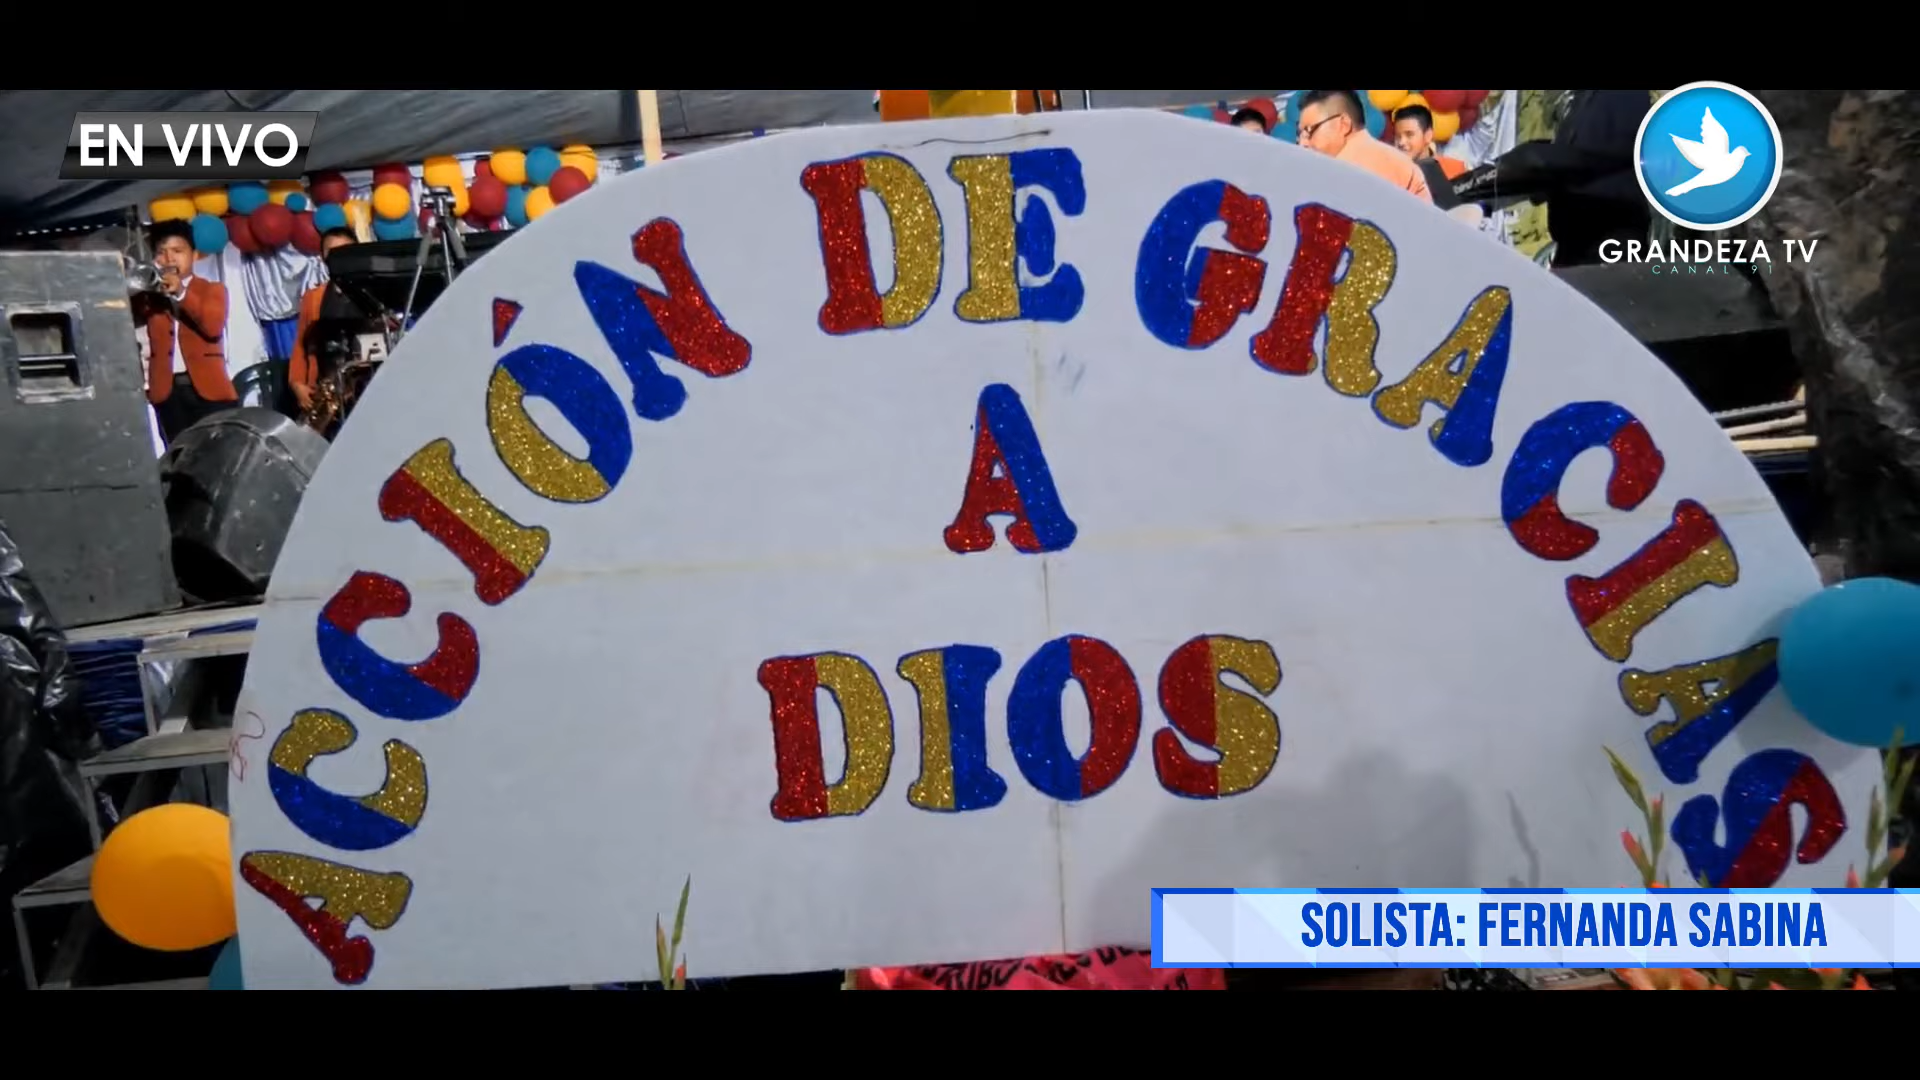 EN VIVO
GRANDEZA TV
CANAL 91
ACCIÓN DE GRACIAS
A
DIOS
SOLISTA: FERNANDA SABINA